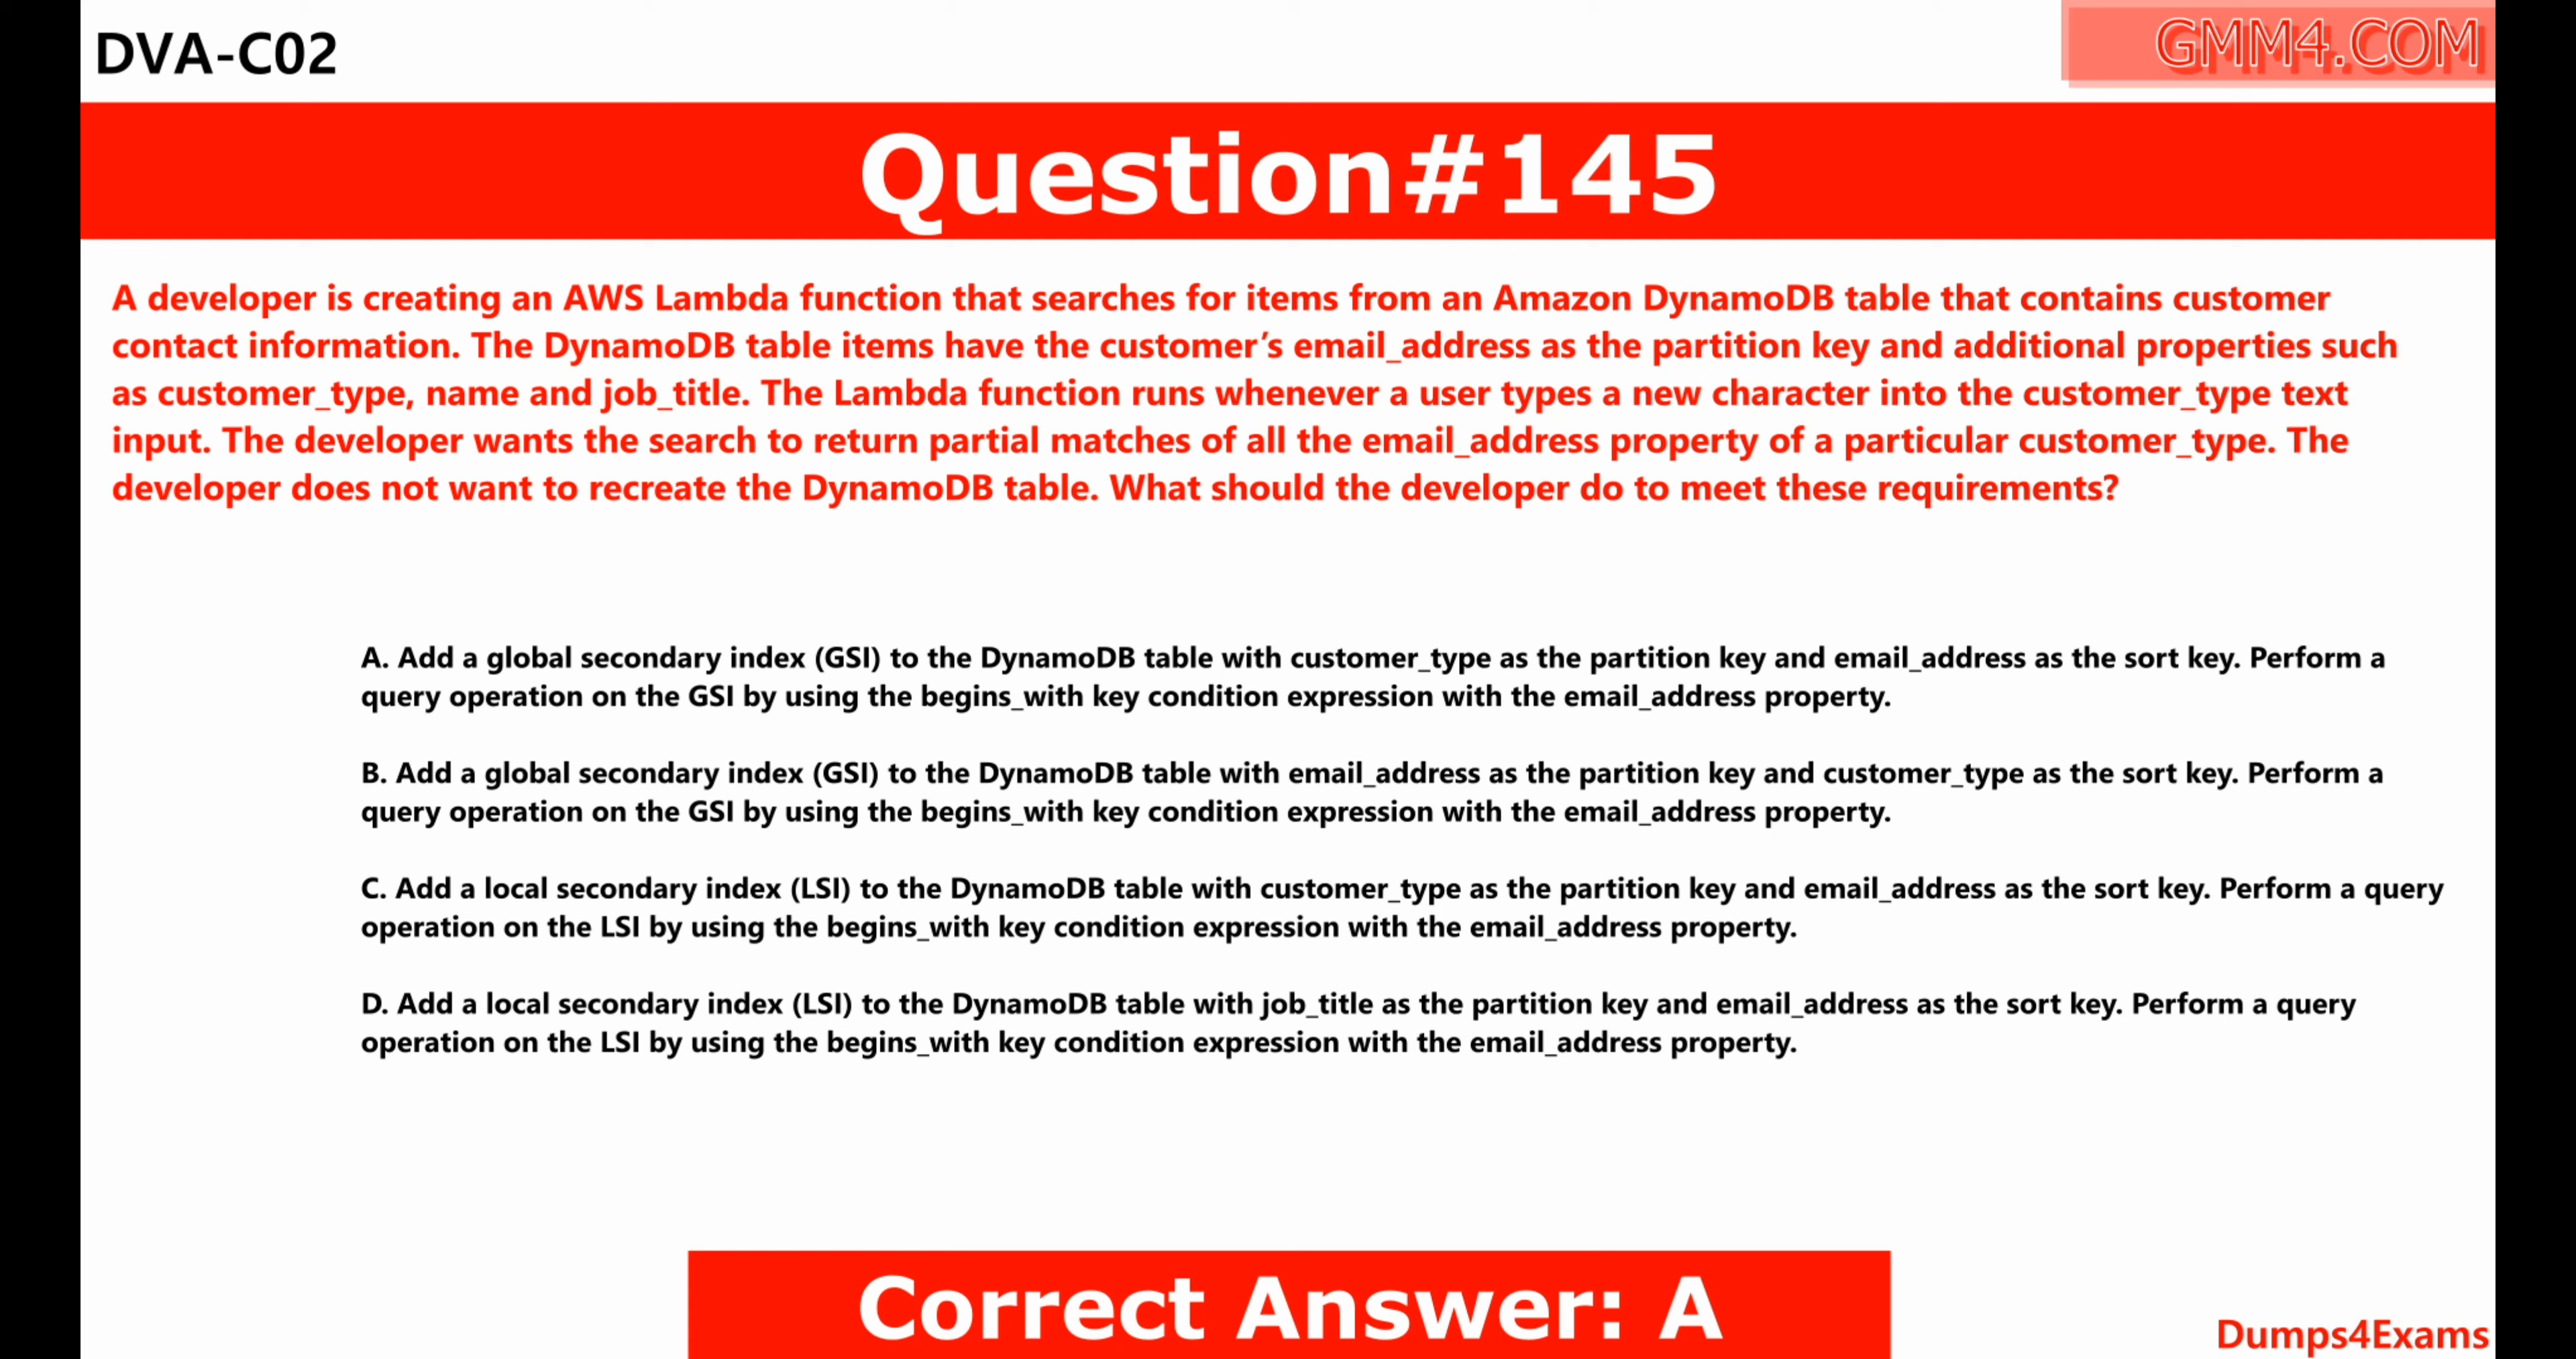 DVA-C02
GMM4.COM
Question#145
A developer is creating an AWS Lambda function that searches for items from an Amazon DynamoDB table that contains customer
contact information. The DynamoDB table items have the customer’s email_address as the partition key and additional properties such
as customer_type, name and job_title. The Lambda function runs whenever a user types a new character into the customer_type text
input. The developer wants the search to return partial matches of all the email_address property of a particular customer_type. The
developer does not want to recreate the DynamoDB table. What should the developer do to meet these requirements?
A. Add a global secondary index (GSI) to the DynamoDB table with customer_type as the partition key and email_address as the sort key. Perform a
query operation on the GSI by using the begins_with key condition expression with the email_address property.
B. Add a global secondary index (GSI) to the DynamoDB table with email_address as the partition key and customer_type as the sort key. Perform a
query operation on the GSI by using the begins_with key condition expression with the email_address property.
C. Add a local secondary index (LSI) to the DynamoDB table with customer_type as the partition key and email_address as the sort key. Perform a query
operation on the LSI by using the begins_with key condition expression with the email_address property.
D. Add a local secondary index (LSI) to the DynamoDB table with job_title as the partition key and email_address as the sort key. Perform a query
operation on the LSI by using the begins_with key condition expression with the email_address property.
Correct Answer: A
Dumps4Exams